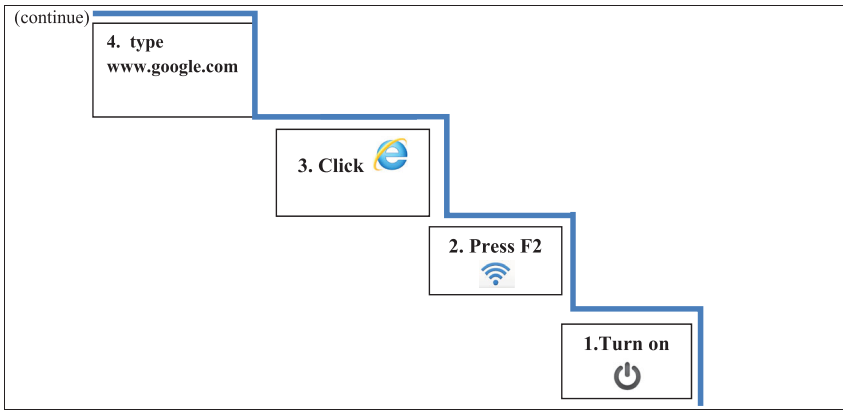 (continue)
4. type
www.google.com
3. Click
2. Press F2
1.Turn on